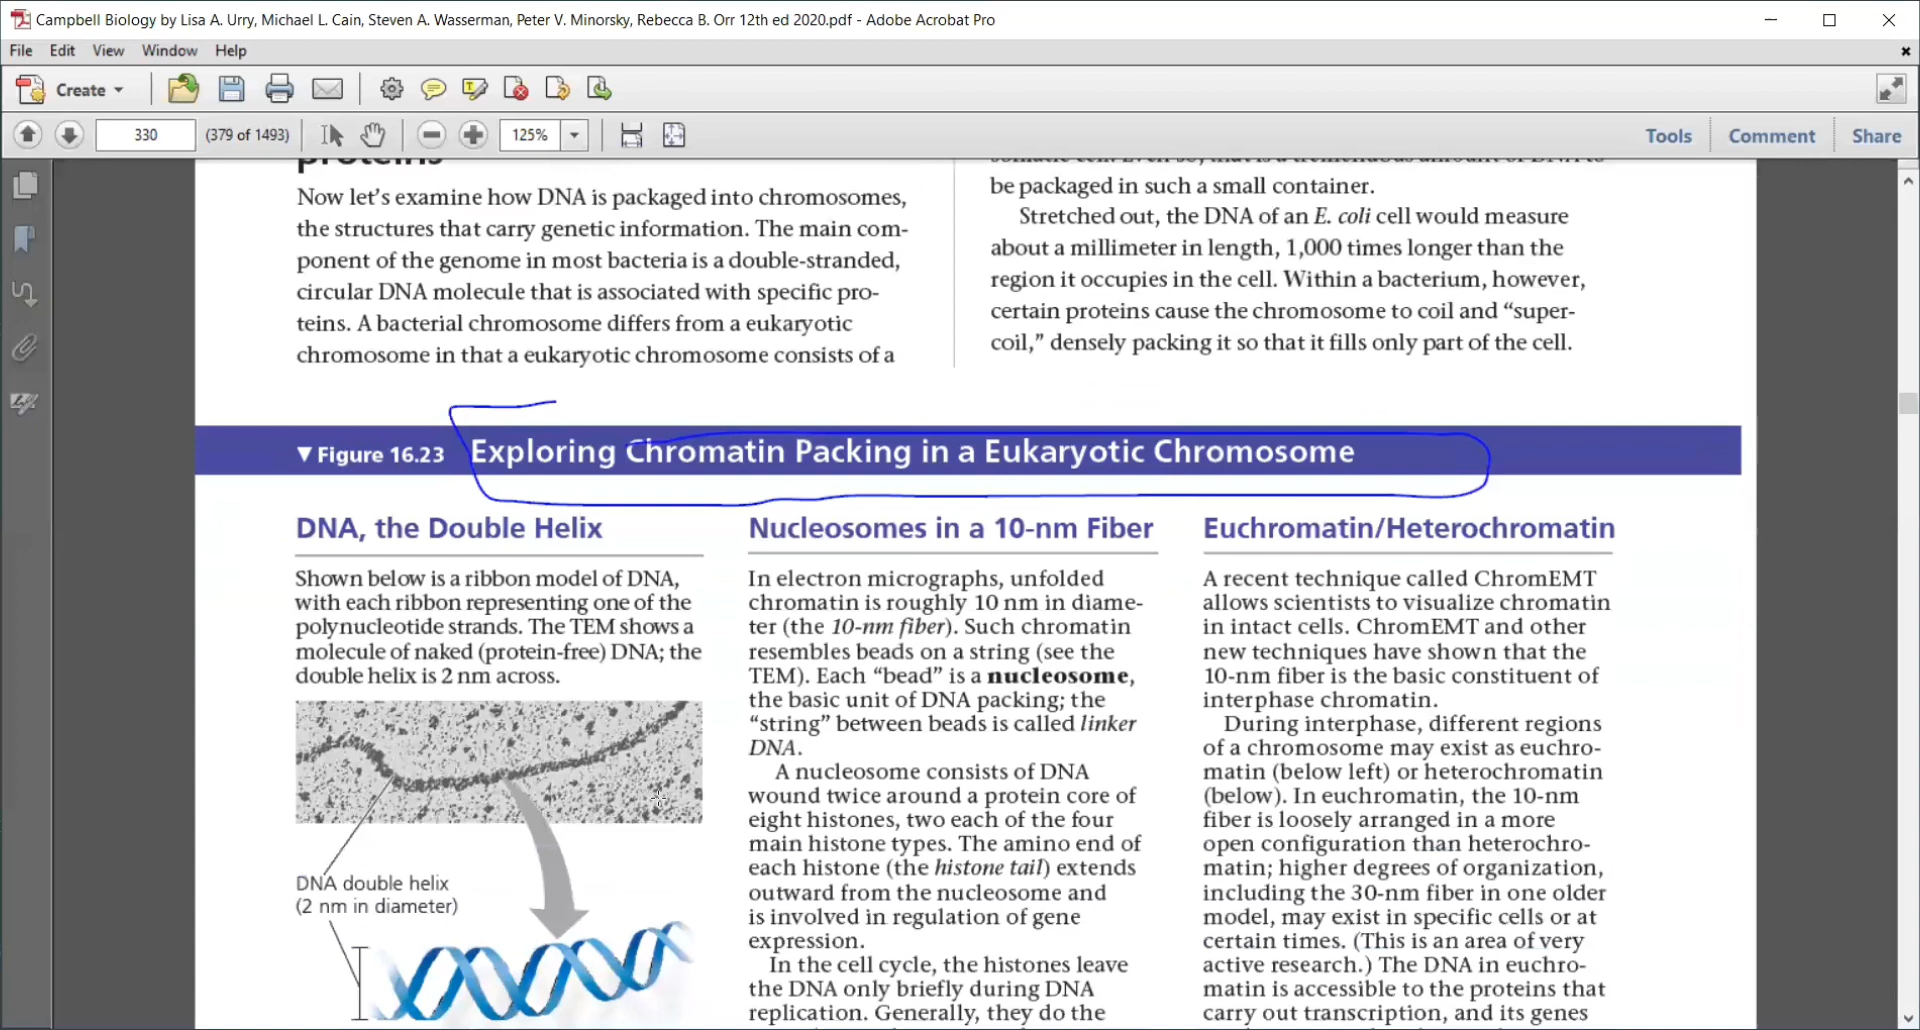 Campbell Biology by Lisa A. Urry, Michael L. Cain, Steven A. Wasserman, Peter V. Minorsky, Rebecca B. Orr 12th ed 2020.pdf - Adobe Acrobat Pro
File Edit View Window Help
Create
330 (379 of 1493) 125% Tools Comment Share
proteins
Now let’s examine how DNA is packaged into chromosomes,
the structures that carry genetic information. The main com-
ponent of the genome in most bacteria is a double-stranded,
circular DNA molecule that is associated with specific pro-
teins. A bacterial chromosome differs from a eukaryotic
chromosome in that a eukaryotic chromosome consists of a
somatic cell. Even so, that is a tremendous amount of DNA to
be packaged in such a small container.
Stretched out, the DNA of an E. coli cell would measure
about a millimeter in length, 1,000 times longer than the
region it occupies in the cell. Within a bacterium, however,
certain proteins cause the chromosome to coil and “super-
coil,” densely packing it so that it fills only part of the cell.
▼ Figure 16.23 Exploring Chromatin Packing in a Eukaryotic Chromosome
DNA, the Double Helix
Shown below is a ribbon model of DNA,
with each ribbon representing one of the
polynucleotide strands. The TEM shows a
molecule of naked (protein-free) DNA; the
double helix is 2 nm across.
DNA double helix
(2 nm in diameter)
Nucleosomes in a 10-nm Fiber
In electron micrographs, unfolded
chromatin is roughly 10 nm in diame-
ter (the 10-nm fiber). Such chromatin
resembles beads on a string (see the
TEM). Each “bead” is a nucleosome,
the basic unit of DNA packing; the
“string” between beads is called linker
DNA.
A nucleosome consists of DNA
wound twice around a protein core of
eight histones, two each of the four
main histone types. The amino end of
each histone (the histone tail) extends
outward from the nucleosome and
is involved in regulation of gene
expression.
In the cell cycle, the histones leave
the DNA only briefly during DNA
replication. Generally, they do the
Euchromatin/Heterochromatin
A recent technique called ChromEMT
allows scientists to visualize chromatin
in intact cells. ChromEMT and other
new techniques have shown that the
10-nm fiber is the basic constituent of
interphase chromatin.
During interphase, different regions
of a chromosome may exist as euchro-
matin (below left) or heterochromatin
(below). In euchromatin, the 10-nm
fiber is loosely arranged in a more
open configuration than heterochro-
matin; higher degrees of organization,
including the 30-nm fiber in one older
model, may exist in specific cells or at
certain times. (This is an area of very
active research.) The DNA in euchro-
matin is accessible to the proteins that
carry out transcription, and its genes